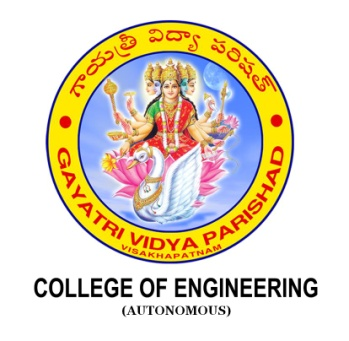 గాయత్రీ విద్యా పరిషత్
GAYATRI VIDYA PARISHAD
VISAKHAPATNAM
COLLEGE OF ENGINEERING
(AUTONOMOUS)